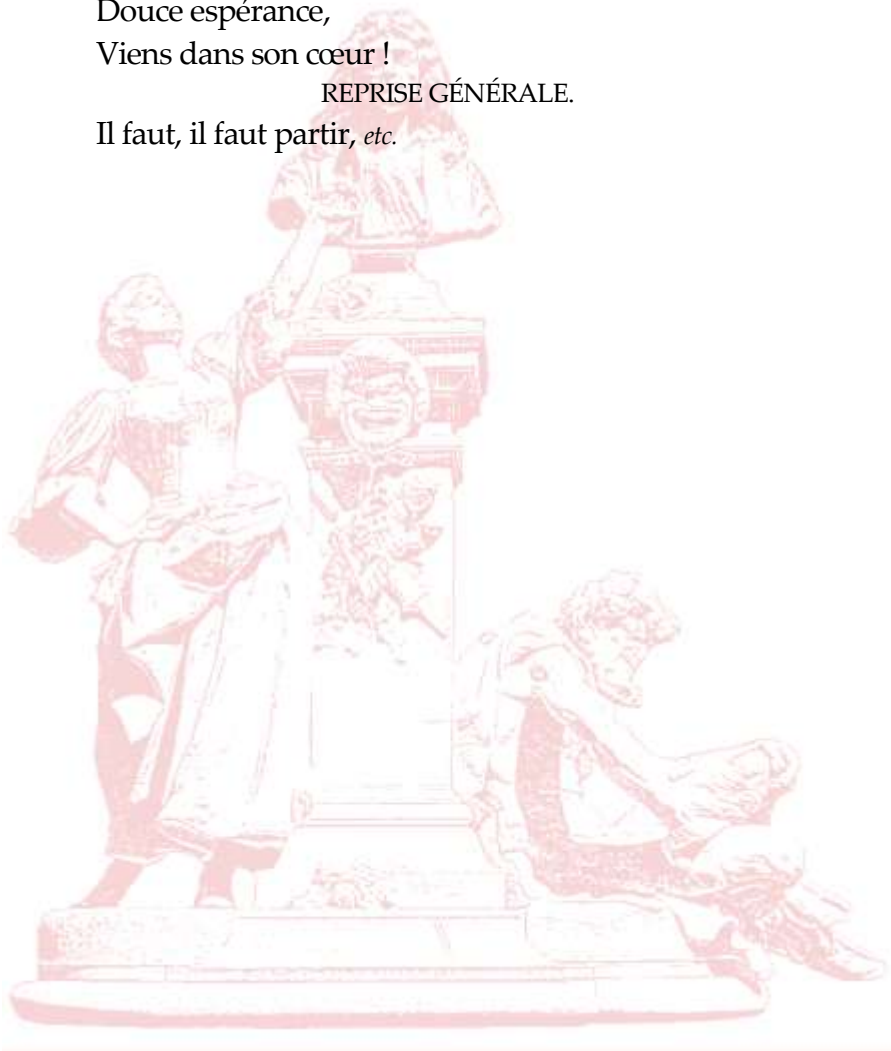 Douce espérance,
Viens dans son cœur !
REPRISE GÉNÉRALE.
Il faut, il faut partir, etc.